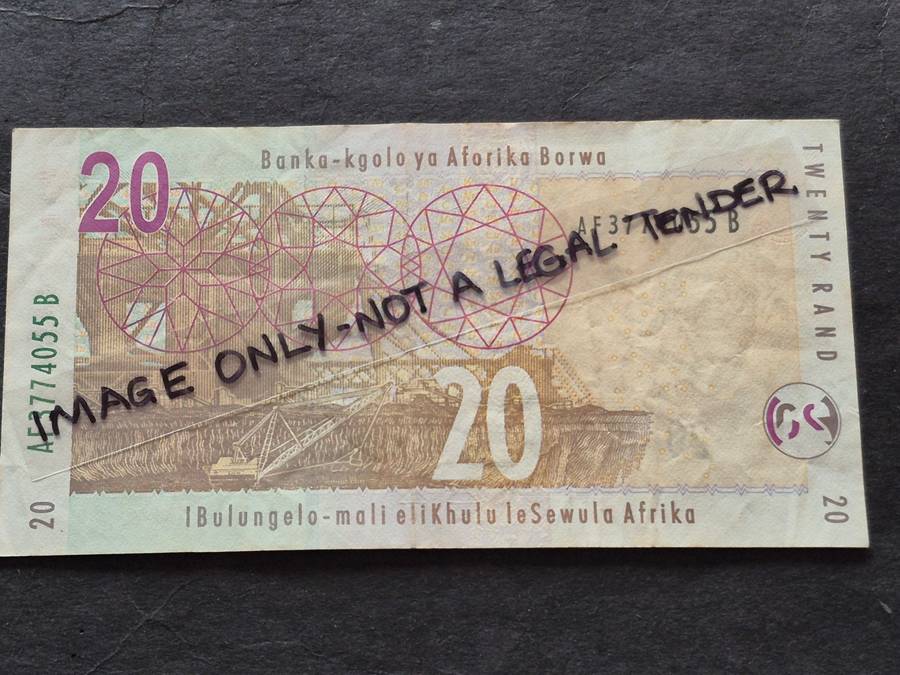 20
Banka-kgolo ya Aforika Borwa
TWENTY RAND
IMAGE ONLY-NOT A LEGAL TENDER
20
IBulungelo-mali eliKhulu leSewula Afrika
20
20